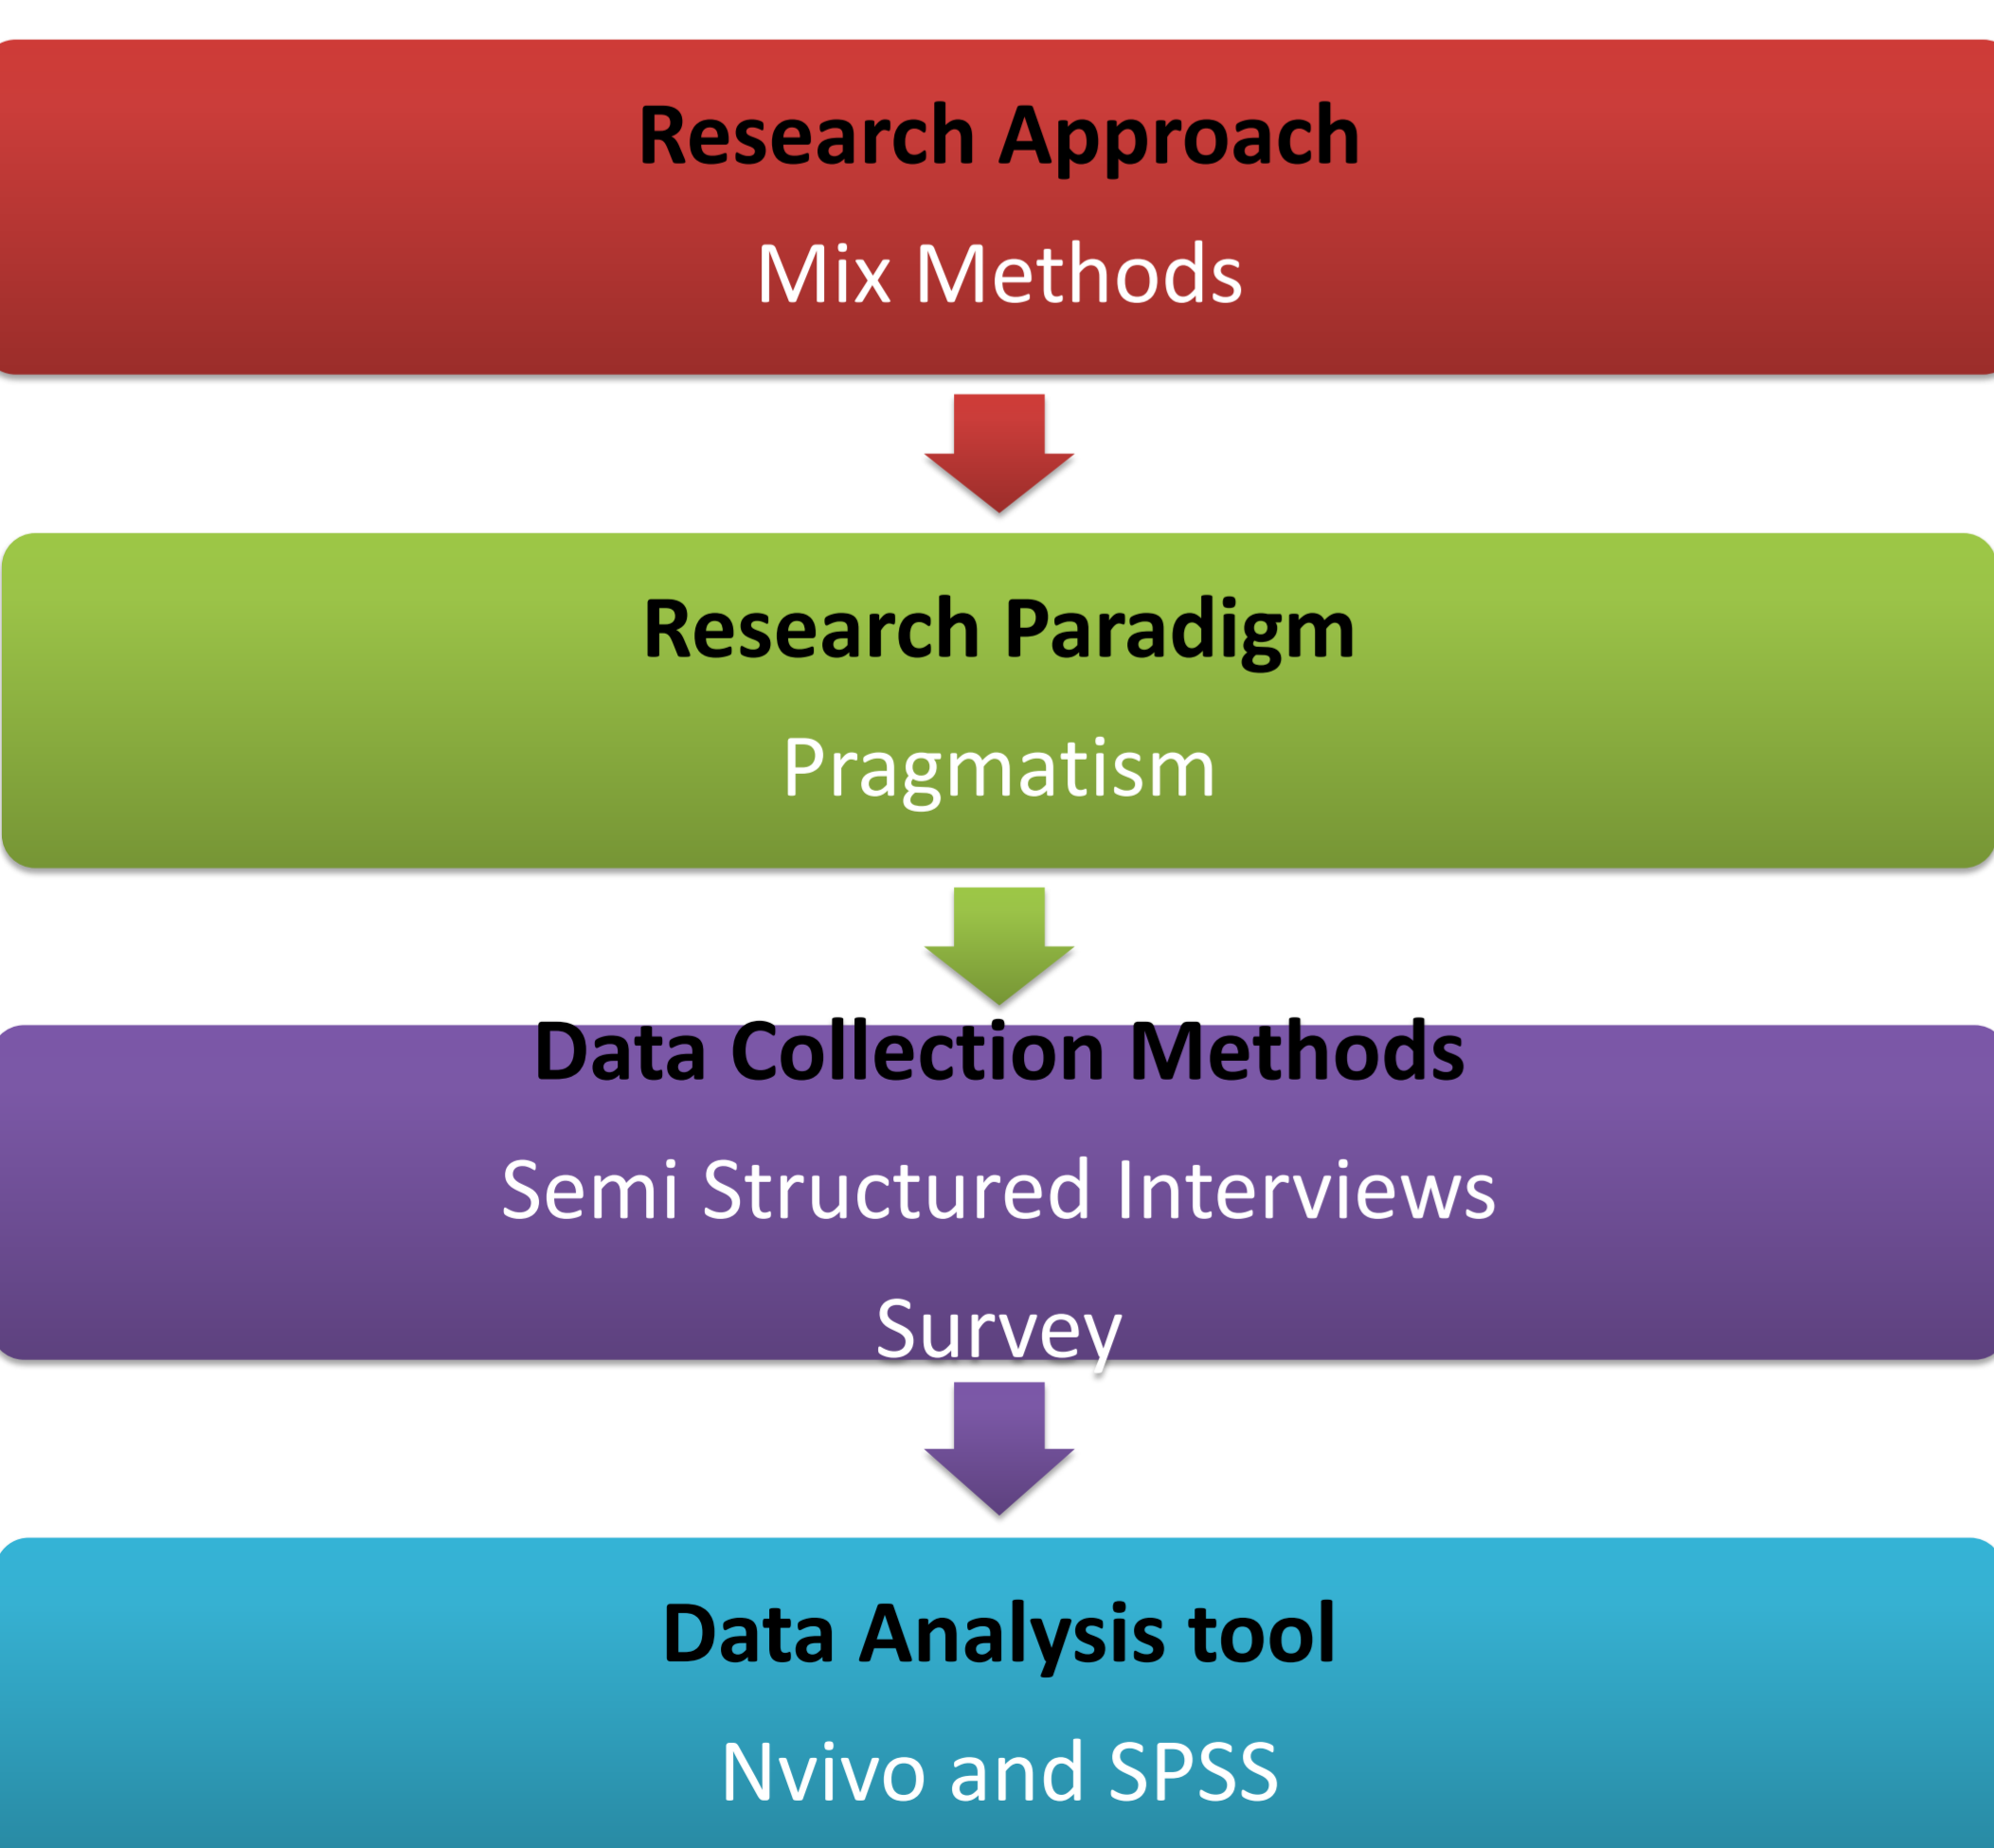 Research Approach
Mix Methods
Research Paradigm
Pragmatism
Data Collection Methods
Semi Structured Interviews
Survey
Data Analysis tool
Nvivo and SPSS